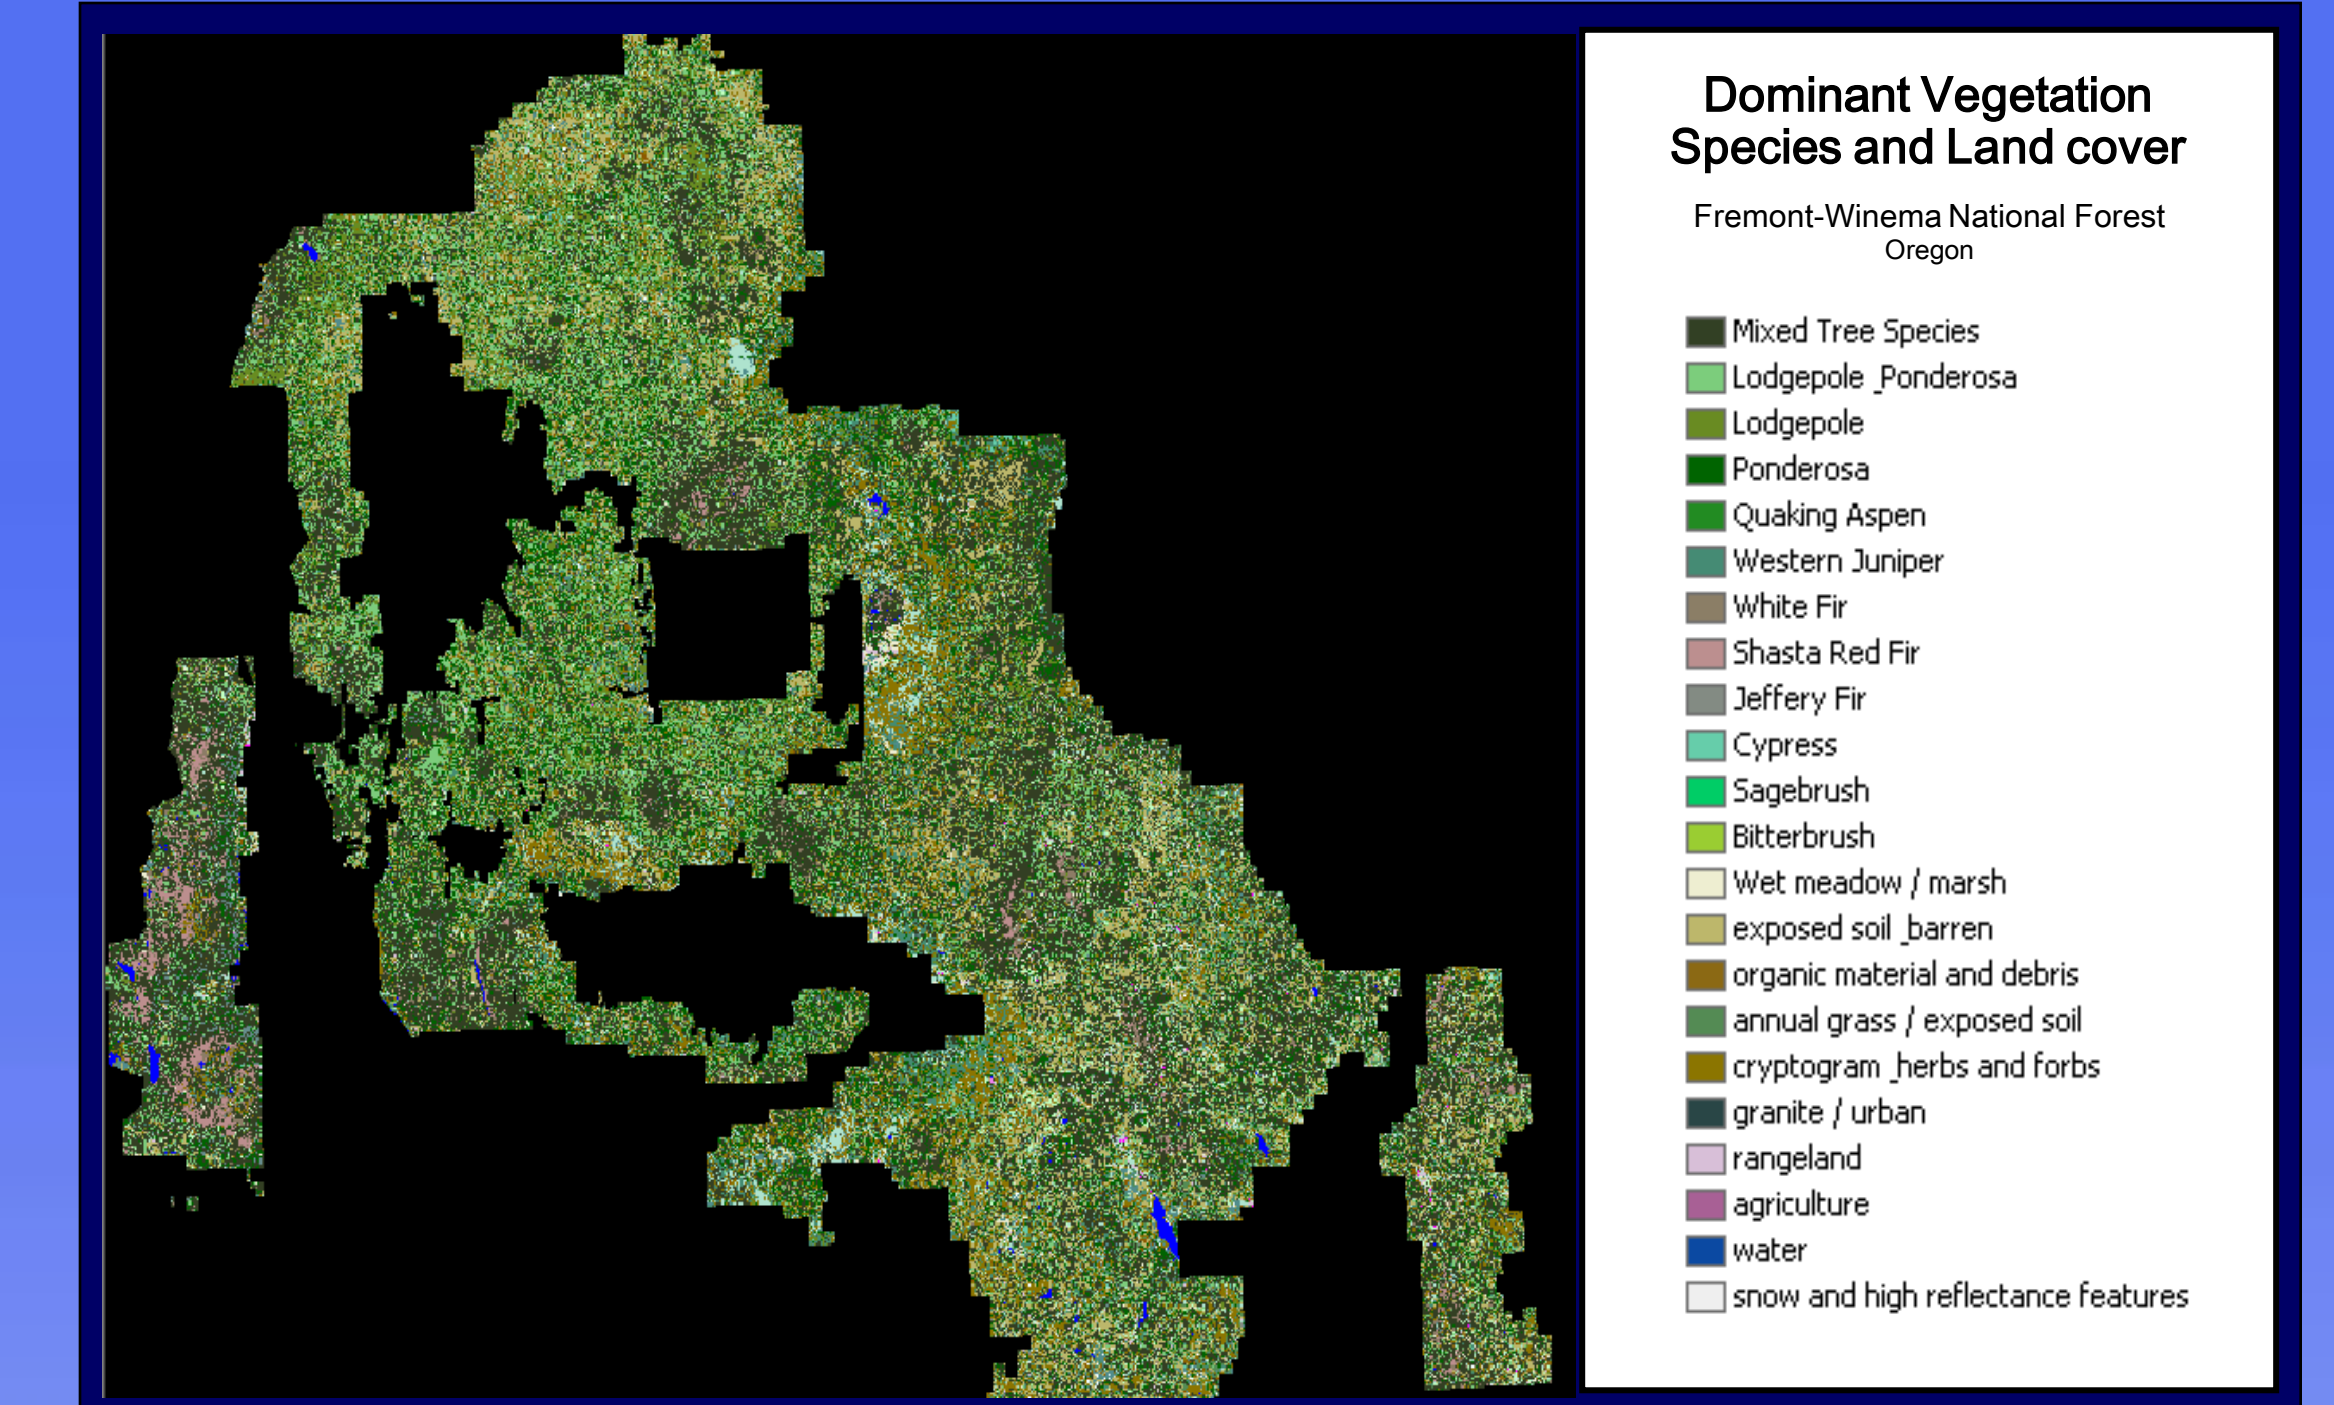 Dominant Vegetation
Species and Land cover
Fremont-Winema National Forest
Oregon
Mixed Tree Species
Lodgepole _Ponderosa
Lodgepole
Ponderosa
Quaking Aspen
Western Juniper
White Fir
Shasta Red Fir
Jeffery Fir
Cypress
Sagebrush
Bitterbrush
Wet meadow / marsh
exposed soil _barren
organic material and debris
annual grass / exposed soil
cryptogram _herbs and forbs
granite / urban
rangeland
agriculture
water
snow and high reflectance features